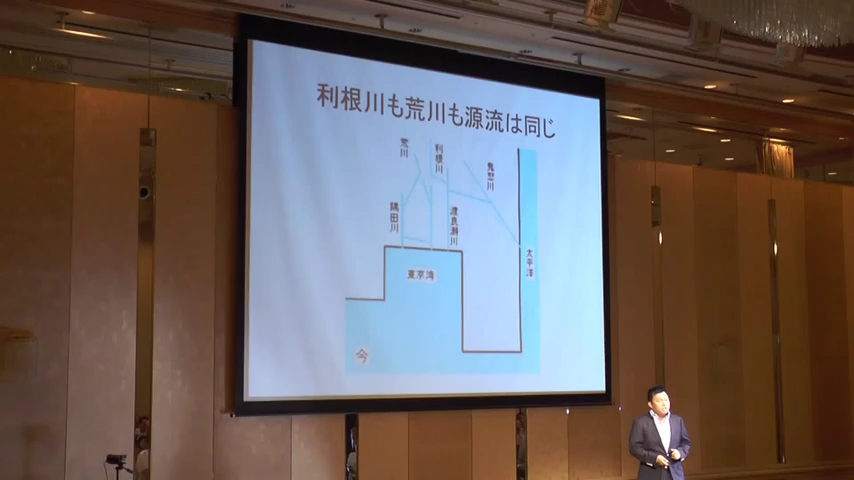 利根川も荒川も源流は同じ
荒川
利根川
鬼怒川
隅田川
渡良瀬川
太平洋
東京湾
今